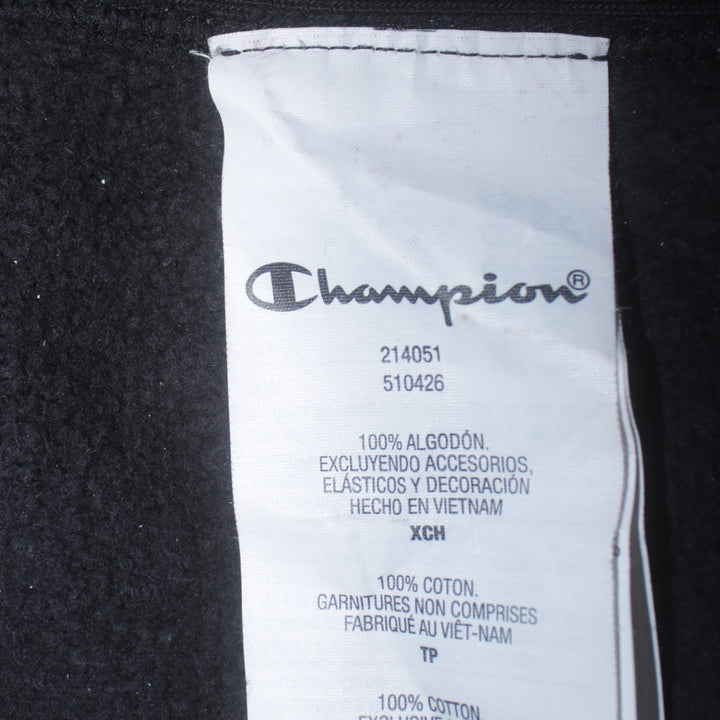 Champion®
214051
510426
100% ALGODÓN.
EXCLUYENDO ACCESORIOS,
ELÁSTICOS Y DECORACIÓN
HECHO EN VIETNAM
XCH
100% COTON.
GARNITURES NON COMPRISES
FABRIQUÉ AU VIÊT-NAM
TP
100% COTTON